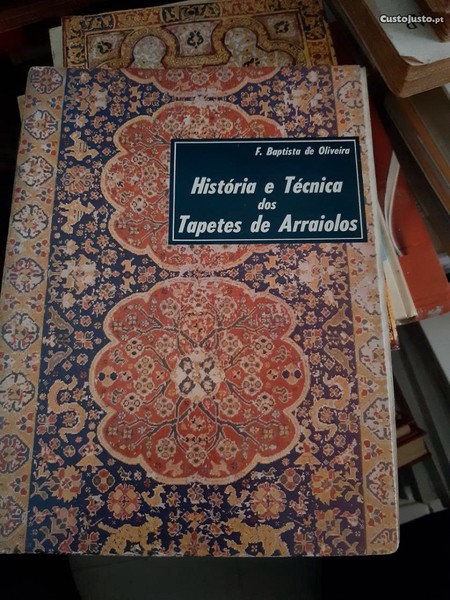 CustoJusto.pt
F. Baptista de Oliveira
História e Técnica
dos
Tapetes de Arraiolos